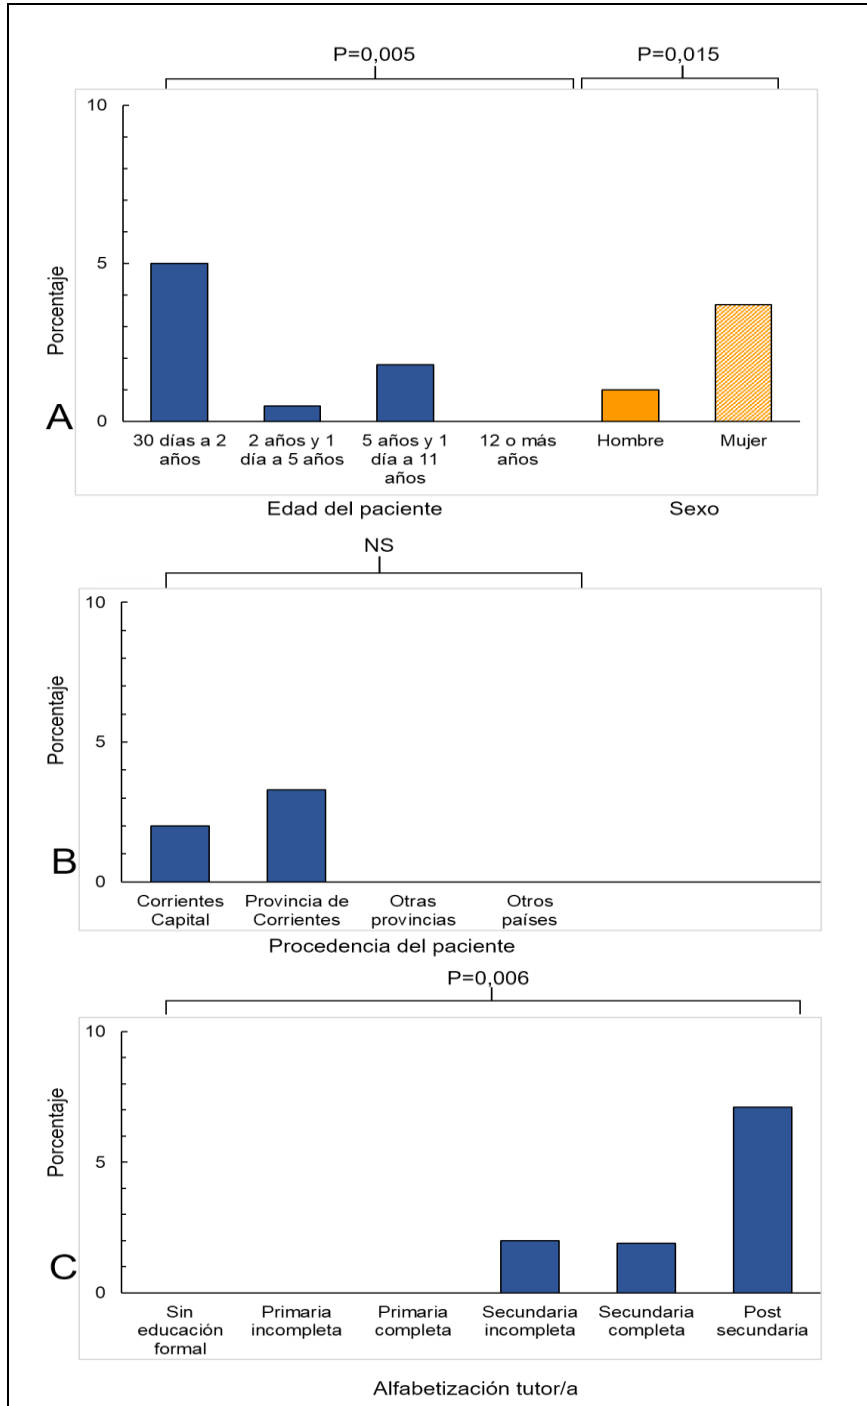 P=0,005
P=0,015
10
5
0
Porcentaje
A
30 días a 2
años
2 años y 1
día a 5 años
5 años y 1
día a 11
años
12 o más
años
Hombre
Mujer
Edad del paciente
Sexo
NS
10
5
0
Porcentaje
B
Corrientes
Capital
Provincia de
Corrientes
Otras
provincias
Otros
países
Procedencia del paciente
P=0,006
10
5
0
Porcentaje
C
Sin
educación
formal
Primaria
incompleta
Primaria
completa
Secundaria
incompleta
Secundaria
completa
Post
secundaria
Alfabetización tutor/a